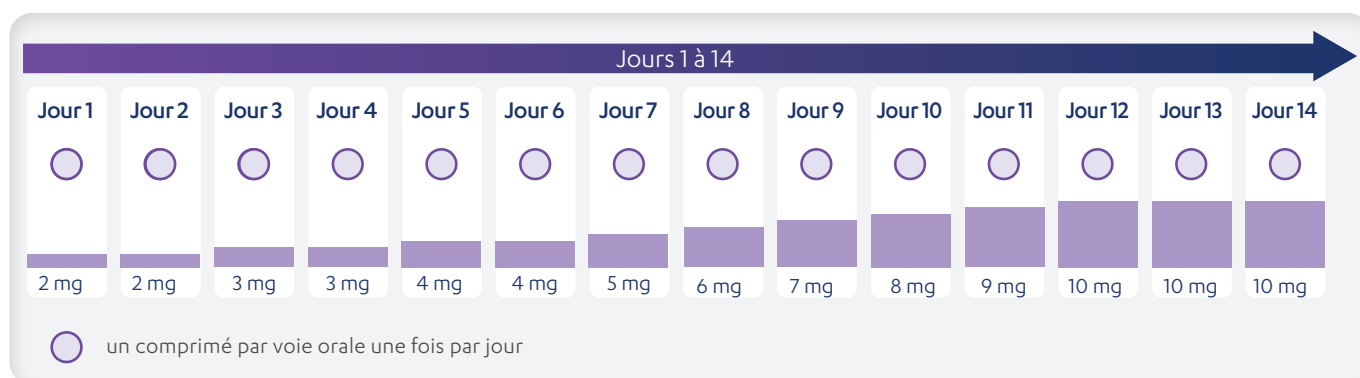 Jours 1 à 14
Jour 1 Jour 2 Jour 3 Jour 4 Jour 5 Jour 6 Jour 7 Jour 8 Jour 9 Jour 10 Jour 11 Jour 12 Jour 13 Jour 14
2 mg 2 mg 3 mg 3 mg 4 mg 4 mg 5 mg 6 mg 7 mg 8 mg 9 mg 10 mg 10 mg 10 mg
un comprimé par voie orale une fois par jour